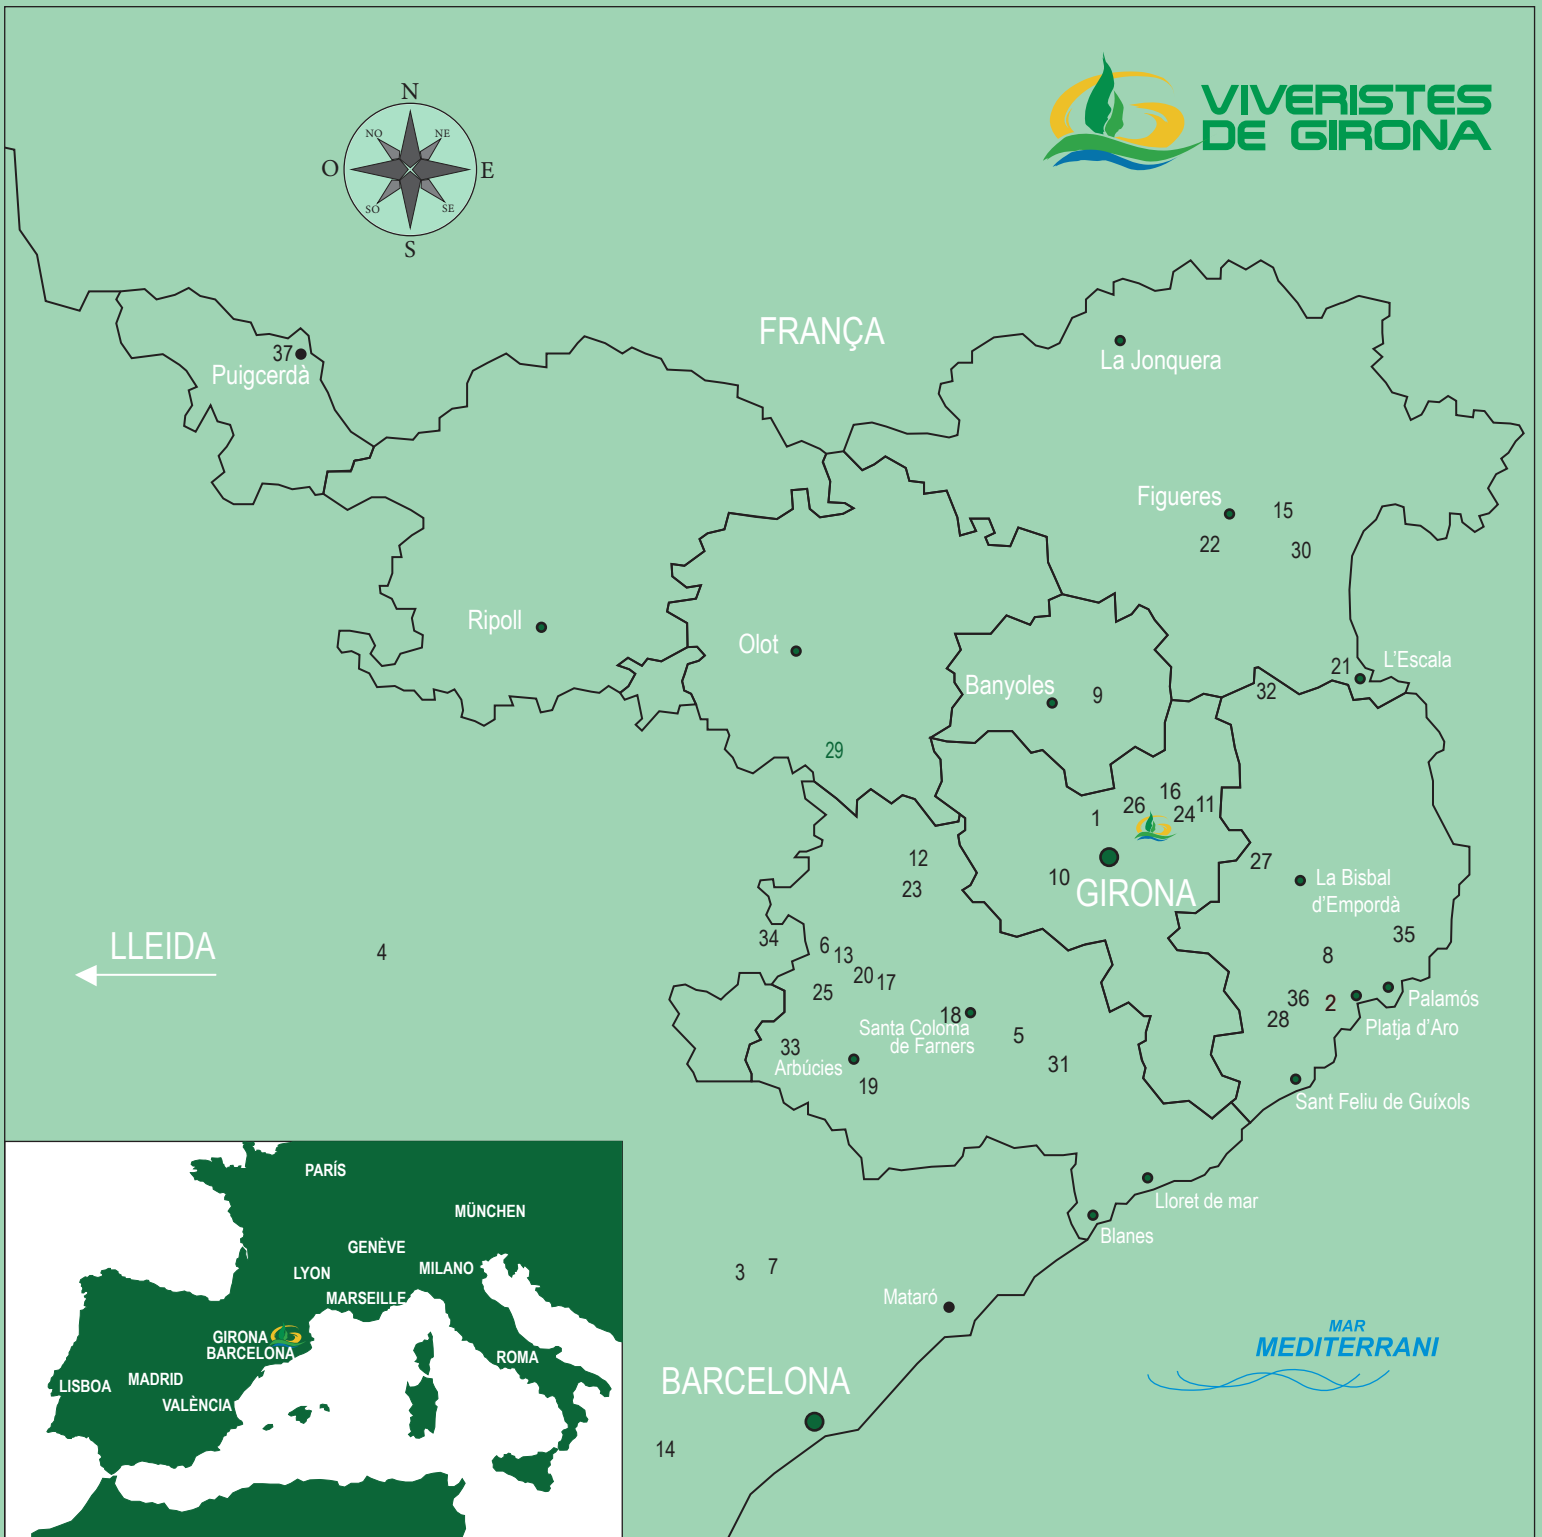 VIVERISTES
DE GIRONA
N
NO
NE
O
E
SO
SE
S
FRANÇA
La Jonquera
37
Puigcerdà
Figueres
15
22
30
Ripoll
Olot
Banyoles
9
21
L'Escala
32
29
16
26
11
1
24
12
27
10
23
GIRONA
La Bisbal
d'Empordà
35
34
6
13
8
LLEIDA
4
20
17
25
36
2
Palamós
28
Platja d'Aro
18
Santa Coloma
de Farners
5
33
31
Arbúcies
19
Sant Feliu de Guíxols
Lloret de mar
Blanes
3
7
Mataró
BARCELONA
14
MAR
MEDITERRANI
PARÍS
MÜNCHEN
GENÈVE
LYON
MILANO
MARSEILLE
GIRONA
BARCELONA
ROMA
MADRID
LISBOA
VALÈNCIA